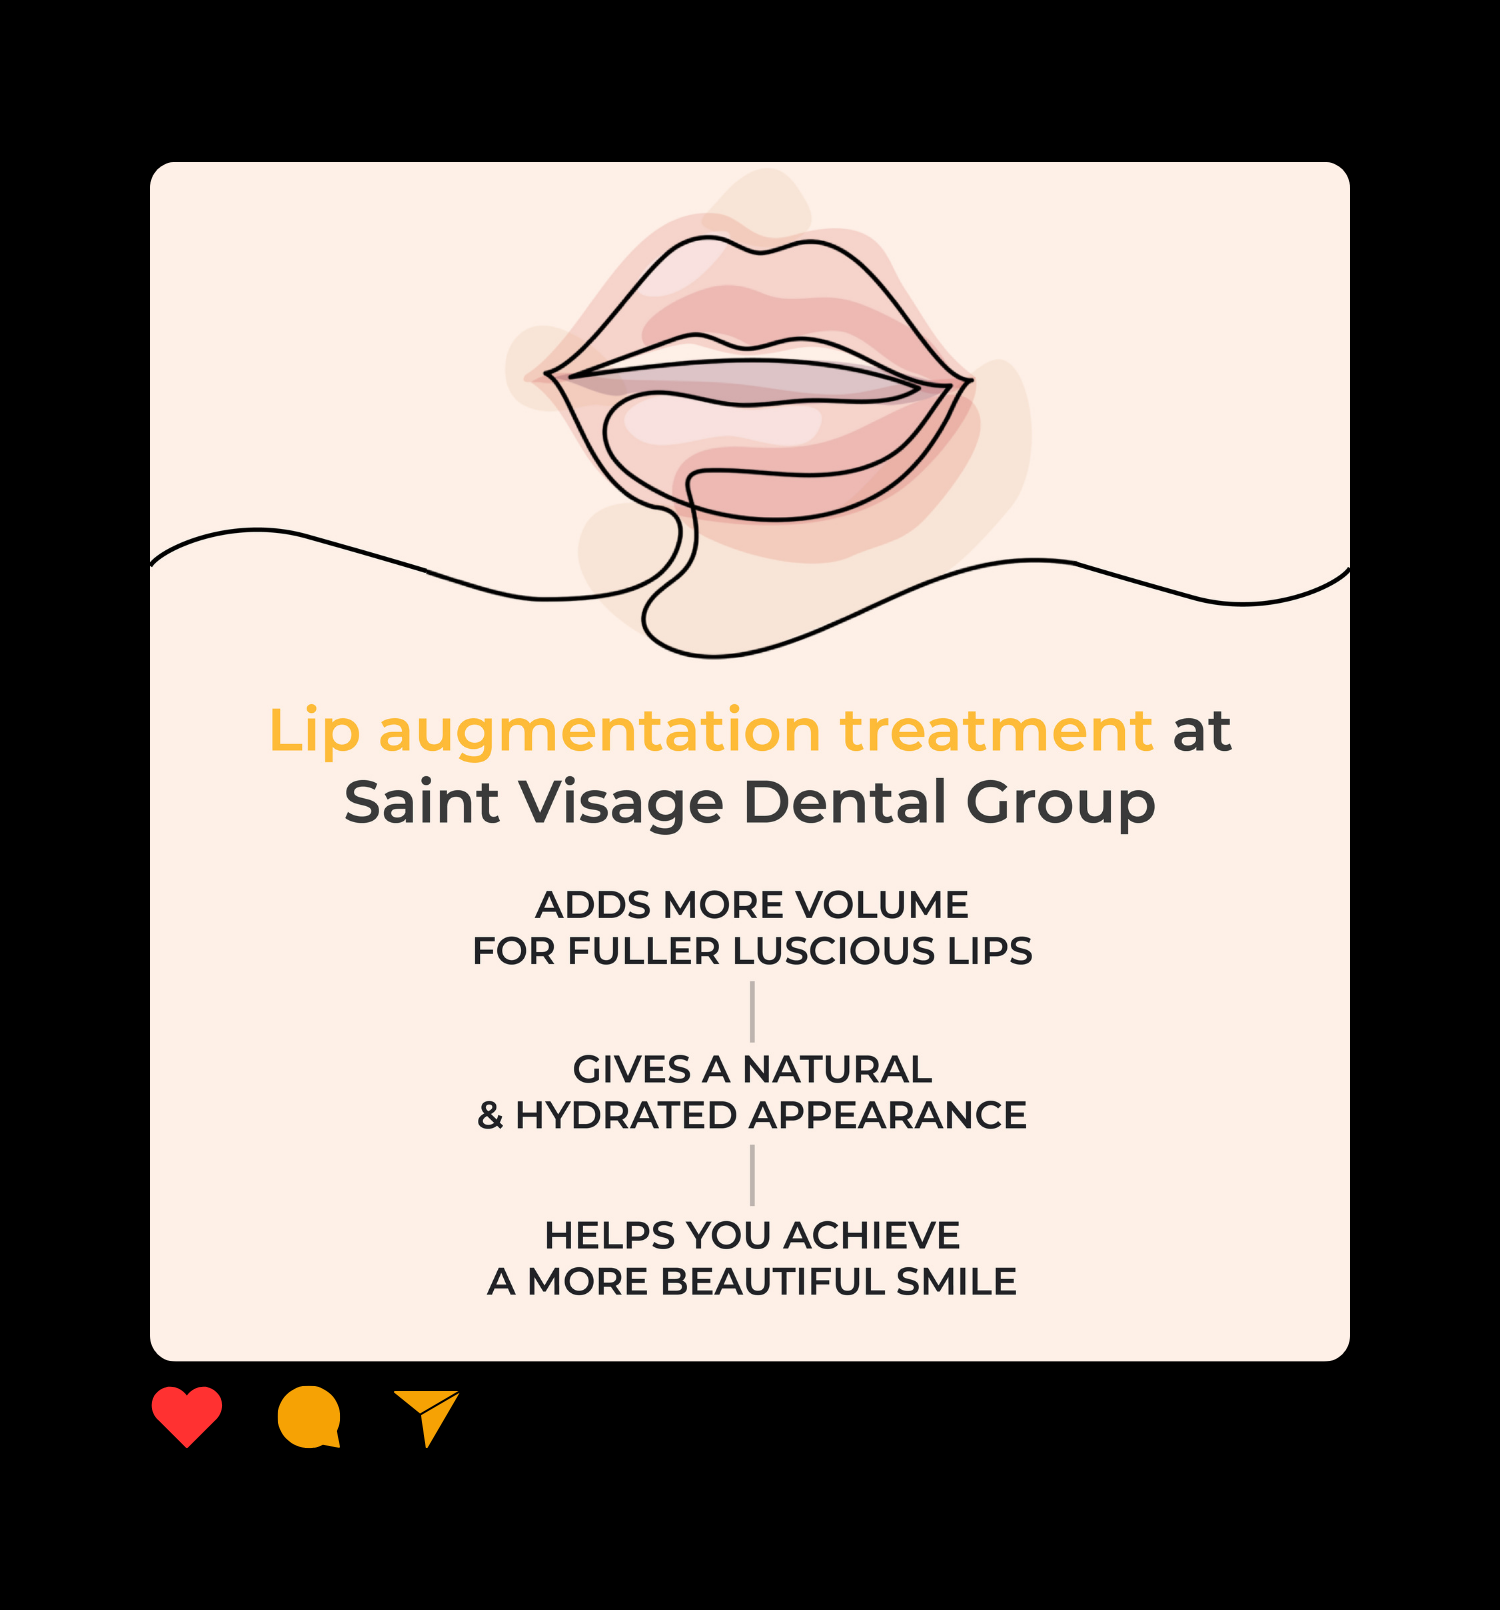 Lip augmentation treatment at
Saint Visage Dental Group
ADDS MORE VOLUME
FOR FULLER LUSCIOUS LIPS
GIVES A NATURAL
& HYDRATED APPEARANCE
HELPS YOU ACHIEVE
A MORE BEAUTIFUL SMILE